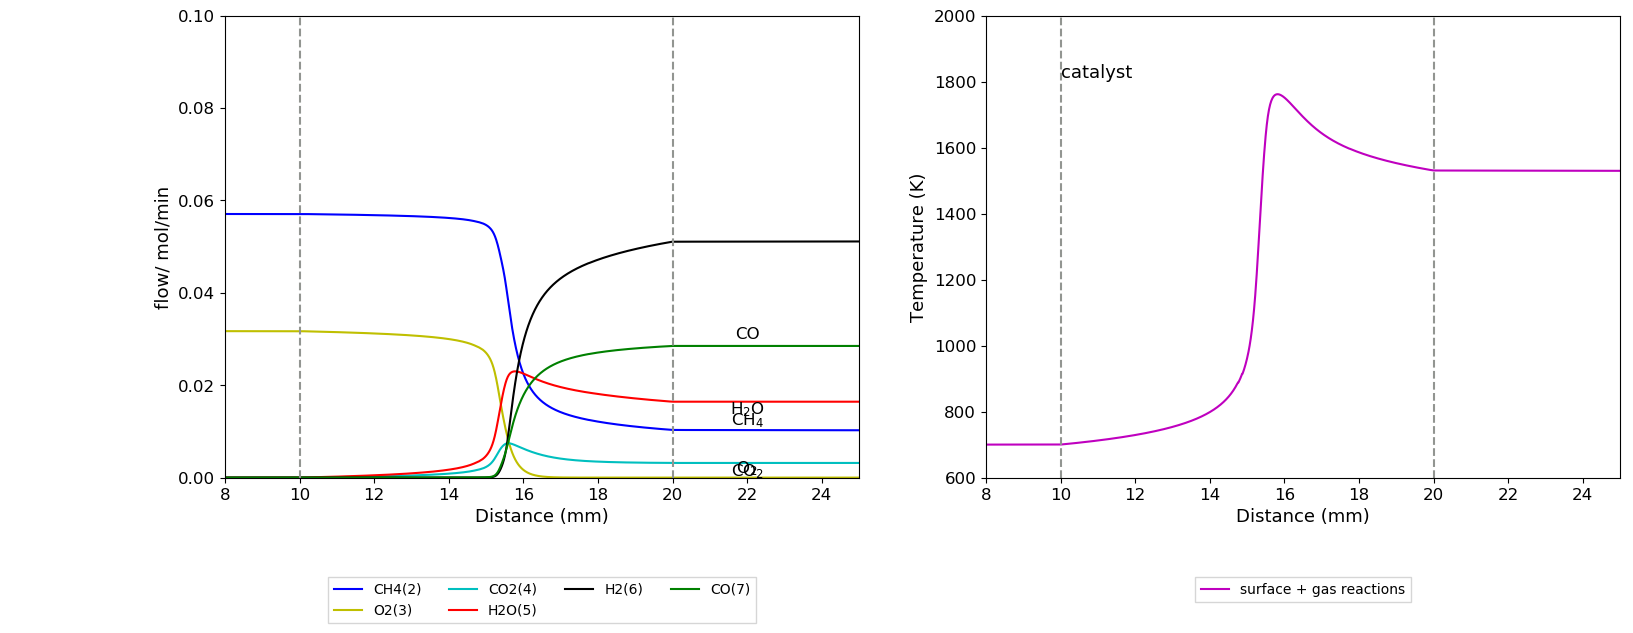 0.10
0.08
0.06
0.04
0.02
0.00
flow/ mol/min
CO
H₂O
CH₄
O₂
CO₂
8 10 12 14 16 18 20 22 24
Distance (mm)
CH4(2) CO2(4) H2(6) CO(7)
O2(3) H2O(5)
2000
1800
1600
1400
1200
1000
800
600
Temperature (K)
catalyst
8 10 12 14 16 18 20 22 24
Distance (mm)
surface + gas reactions